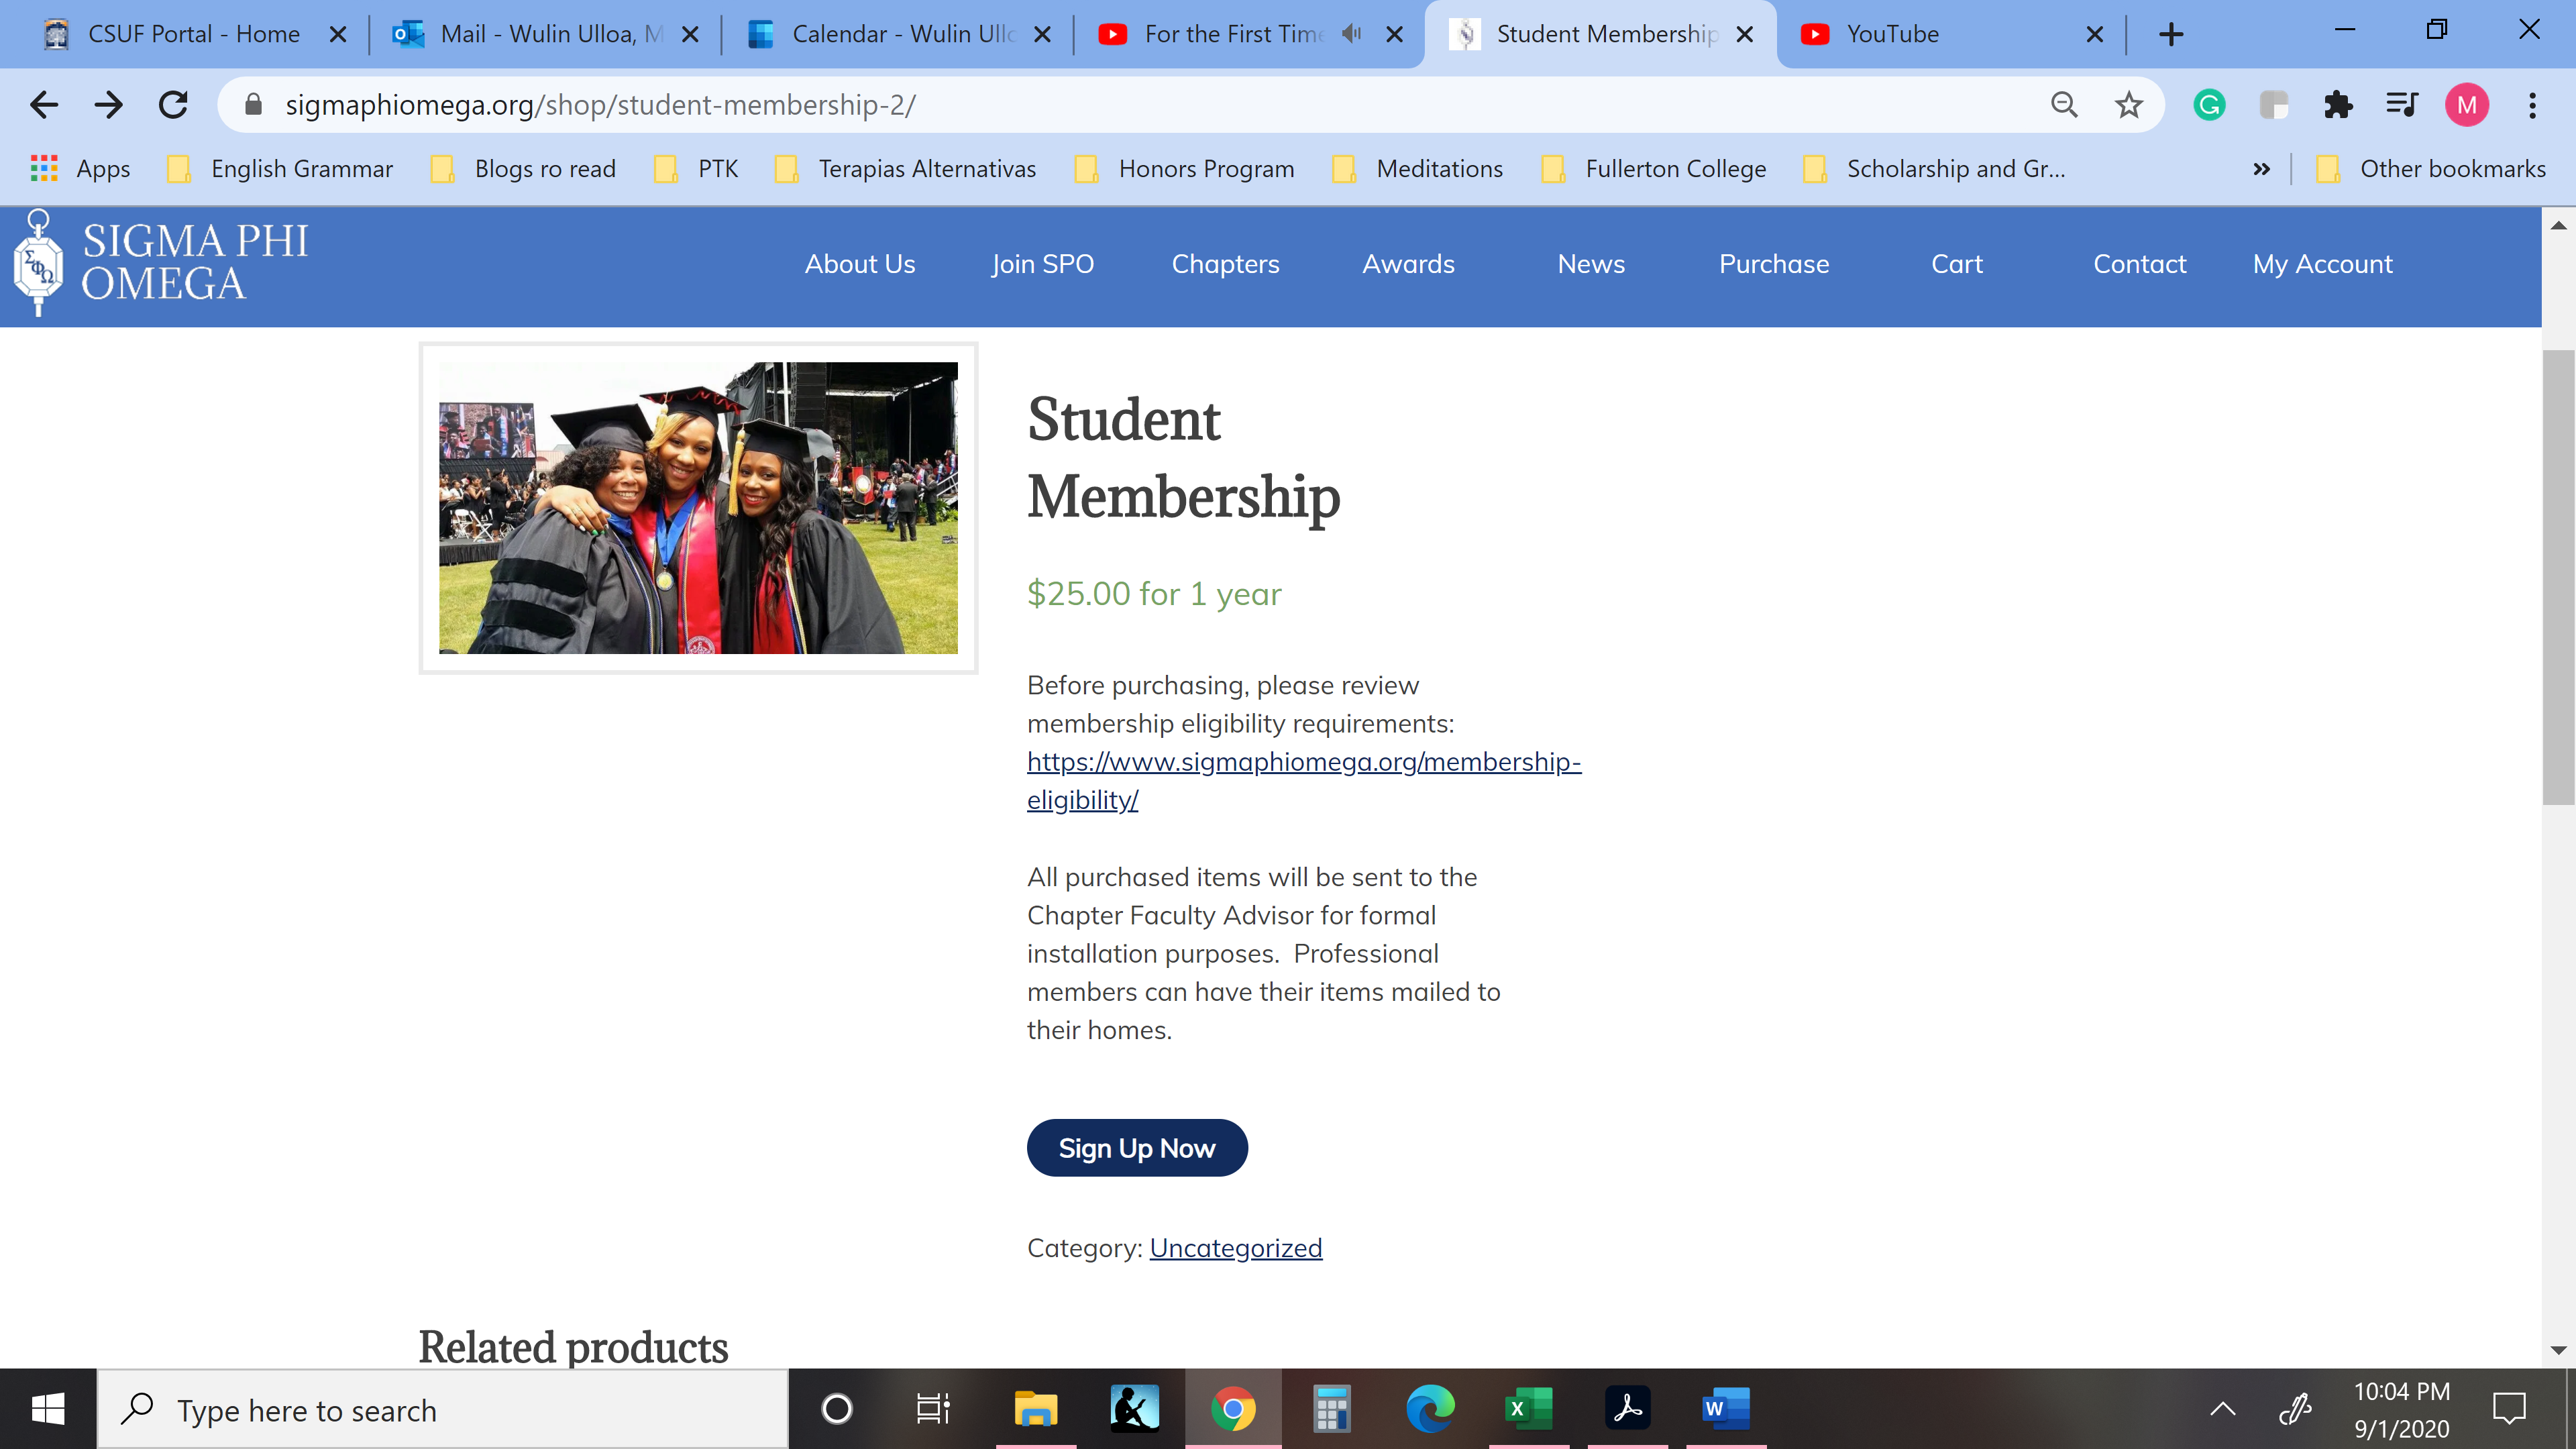 CSUF Portal - Home
Mail - Wulin Ulloa, M
Calendar - Wulin Ullo
For the First Time
Student Membership
YouTube
sigmaphiomega.org/shop/student-membership-2/
M
Apps
English Grammar
Blogs ro read
PTK
Terapias Alternativas
Honors Program
Meditations
Fullerton College
Scholarship and Gr...
»
Other bookmarks
ΣΦΩ
SIGMA PHI
OMEGA
About Us
Join SPO
Chapters
Awards
News
Purchase
Cart
Contact
My Account
Student
Membership
$25.00 for 1 year
Before purchasing, please review
membership eligibility requirements:
https://www.sigmaphiomega.org/membership-
eligibility/
All purchased items will be sent to the
Chapter Faculty Advisor for formal
installation purposes.  Professional
members can have their items mailed to
their homes.
Sign Up Now
Category: Uncategorized
Related products
Type here to search
10:04 PM
9/1/2020